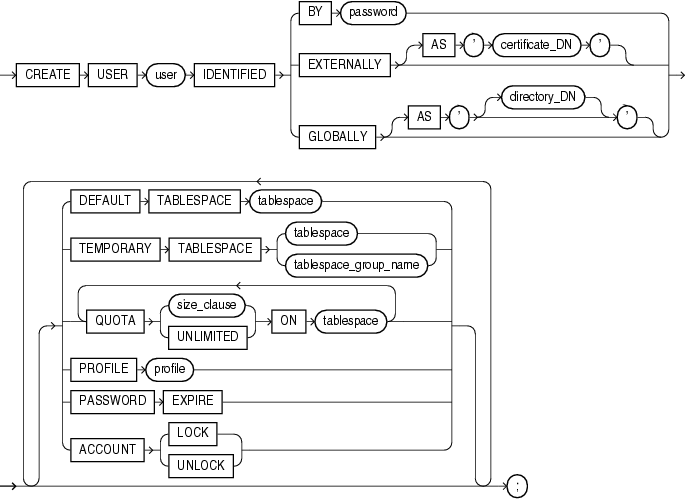 BY password
AS ' certificate_DN '
CREATE USER user IDENTIFIED EXTERNALLY
directory_DN
AS ' '
GLOBALLY
DEFAULT TABLESPACE tablespace
tablespace
TEMPORARY TABLESPACE
tablespace_group_name
size_clause
QUOTA ON tablespace
UNLIMITED
PROFILE profile
PASSWORD EXPIRE
LOCK
ACCOUNT
UNLOCK
;